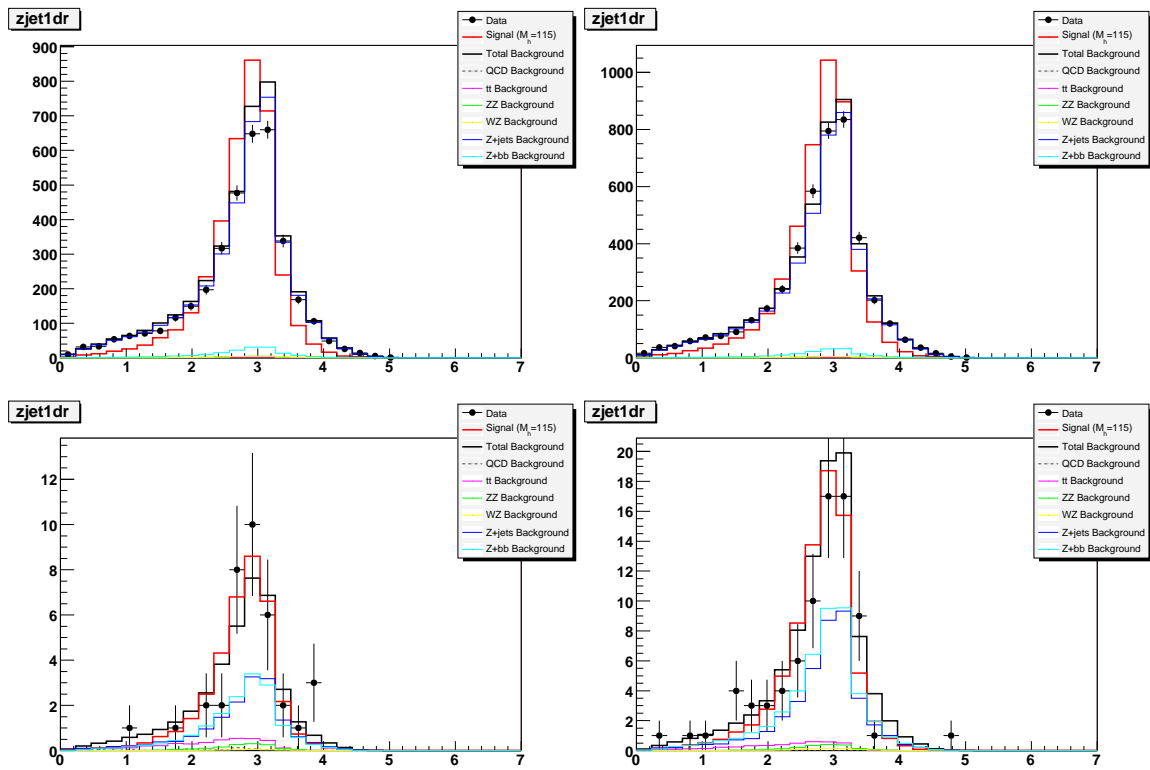 zjet1dr
Data
Signal (M_h=115)
Total Background
QCD Background
tt Background
ZZ Background
WZ Background
Z+jets Background
Z+bb Background
900
800
700
600
500
400
300
200
100
0
0 1 2 3 4 5 6 7
zjet1dr
Data
Signal (M_h=115)
Total Background
QCD Background
tt Background
ZZ Background
WZ Background
Z+jets Background
Z+bb Background
1000
800
600
400
200
0
0 1 2 3 4 5 6 7
zjet1dr
Data
Signal (M_h=115)
Total Background
QCD Background
tt Background
ZZ Background
WZ Background
Z+jets Background
Z+bb Background
12
10
8
6
4
2
0
0 1 2 3 4 5 6 7
zjet1dr
Data
Signal (M_h=115)
Total Background
QCD Background
tt Background
ZZ Background
WZ Background
Z+jets Background
Z+bb Background
20
18
16
14
12
10
8
6
4
2
0
0 1 2 3 4 5 6 7